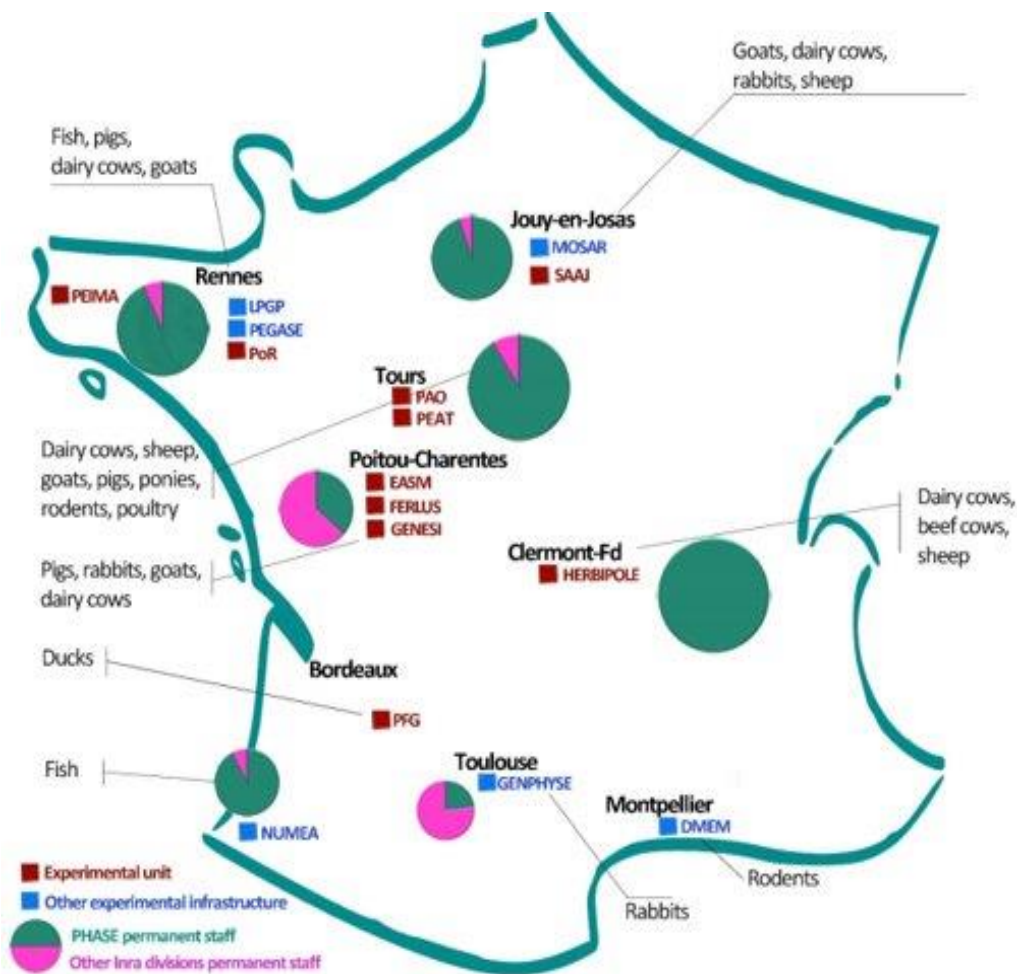 Goats, dairy cows,
rabbits, sheep
Fish, pigs,
dairy cows, goats
Jouy-en-Josas
MOSAR
SAAJ
Rennes
PEIMA
LPGP
PEGASE
PoR
Tours
PAO
PEAT
Dairy cows, sheep,
goats, pigs, ponies,
rodents, poultry
Poitou-Charentes
EASM
FERLUS
GENESI
Dairy cows,
beef cows,
sheep
Clermont-Fd
HERBIPOLE
Pigs, rabbits, goats,
dairy cows
Ducks
Bordeaux
PFG
Fish
NUMEA
Toulouse
GENPHYSE
Montpellier
DMEM
Rodents
Rabbits
Experimental unit
Other experimental infrastructure
PHASE permanent staff
Other Inra divisions permanent staff